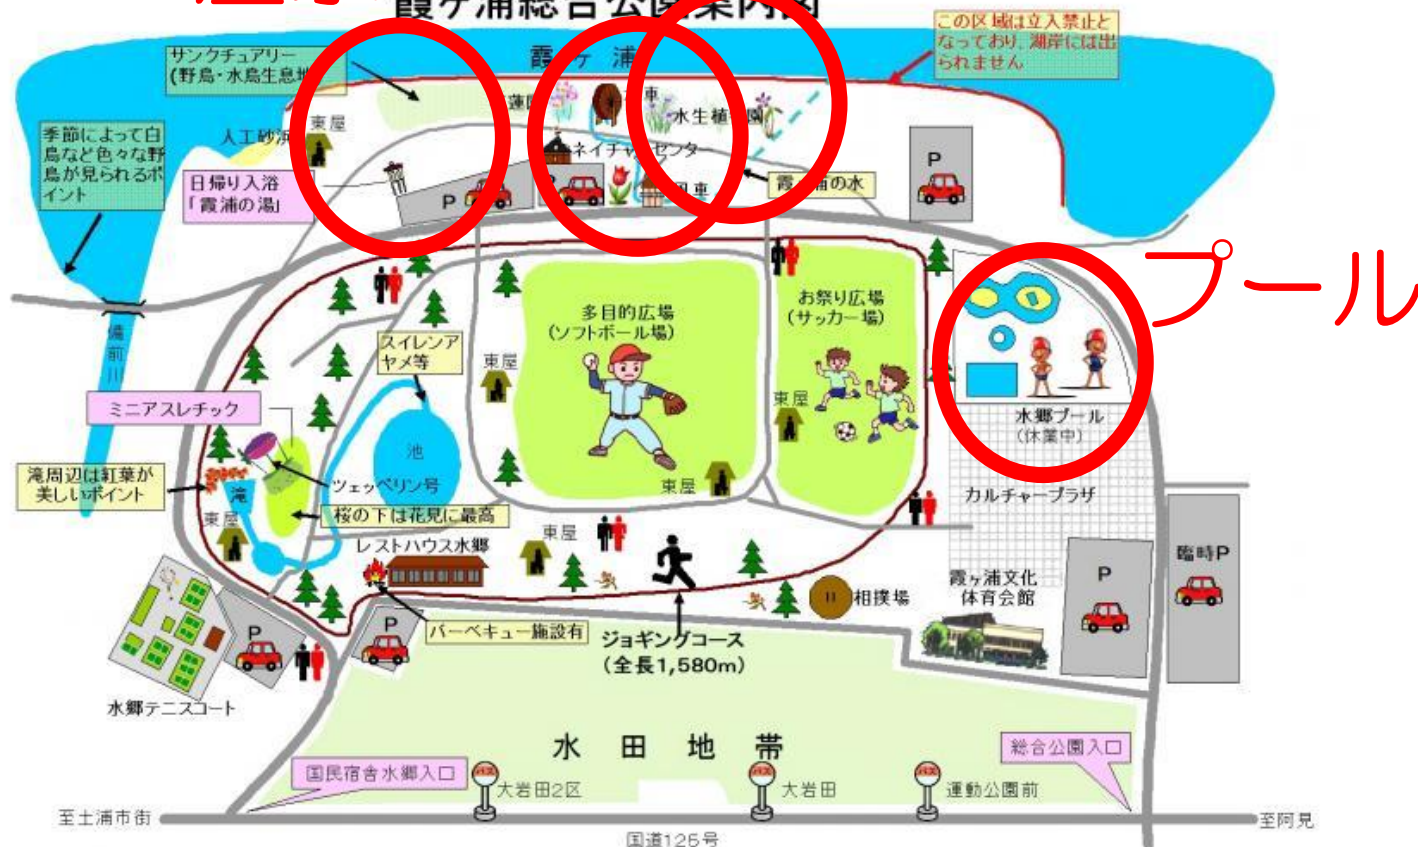 霞ヶ浦総合公園案内図
サンクチュアリー
(野鳥・水鳥生息地
霞ヶ浦
この区域は立入禁止と
なっており、湖岸には出
られません
季節によって白
鳥など色々な野
鳥が見られるポ
イント
人工砂浜
東屋
日帰り入浴
「霞浦の湯」
P
水生植物園
ネイチャーセンター
霞ヶ浦の水
P
プール
備前川
スイレンア
ヤメ等
多目的広場
(ソフトボール場)
お祭り広場
(サッカー場)
東屋
東屋
水郷プール
(休業中)
ミニアスレチック
池
滝周辺は紅葉が
美しいポイント
滝
ツェッペリン号
東屋
カルチャープラザ
桜の下は花見に最高
東屋
東屋
レストハウス水郷
臨時P
霞ヶ浦文化
体育会館
P
相撲場
P
P
バーベキュー施設有
ジョギングコース
(全長1,580m)
水郷テニスコート
水田地帯
総合公園入口
国民宿舎水郷入口
バス
大岩田2区
バス
大岩田
バス
運動公園前
至土浦市街
至阿見
国道125号